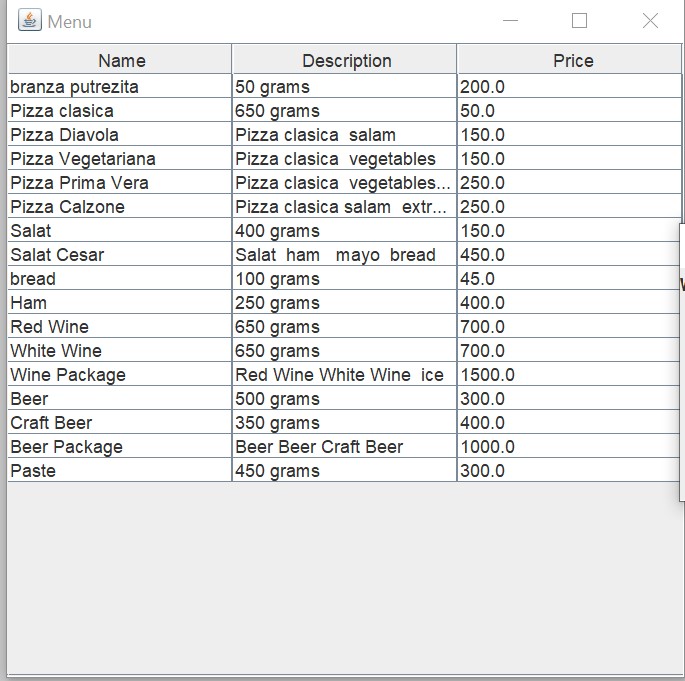 Menu
Name Description Price
branza putrezita 50 grams 200.0
Pizza clasica 650 grams 50.0
Pizza Diavola Pizza clasica  salam 150.0
Pizza Vegetariana Pizza clasica  vegetables 150.0
Pizza Prima Vera Pizza clasica  vegetables... 250.0
Pizza Calzone Pizza clasica salam  extr... 250.0
Salat 400 grams 150.0
Salat Cesar Salat  ham   mayo  bread 450.0
bread 100 grams 45.0
Ham 250 grams 400.0
Red Wine 650 grams 700.0
White Wine 650 grams 700.0
Wine Package Red Wine White Wine  ice 1500.0
Beer 500 grams 300.0
Craft Beer 350 grams 400.0
Beer Package Beer Beer Craft Beer 1000.0
Paste 450 grams 300.0